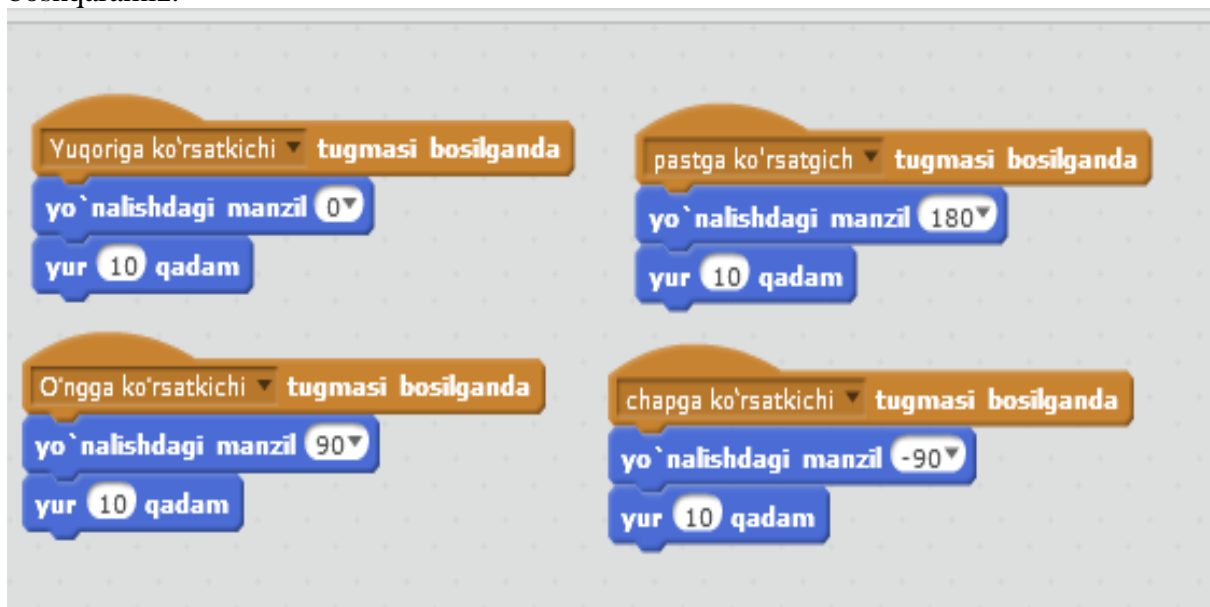 Yuqoriga ko'rsatkichi tugmasi bosilganda
yo`nalishdagi manzil 0
yur 10 qadam
pastga ko'rsatgich tugmasi bosilganda
yo`nalishdagi manzil 180
yur 10 qadam
O'ngga ko'rsatkichi tugmasi bosilganda
yo`nalishdagi manzil 90
yur 10 qadam
chapga ko'rsatkichi tugmasi bosilganda
yo`nalishdagi manzil -90
yur 10 qadam